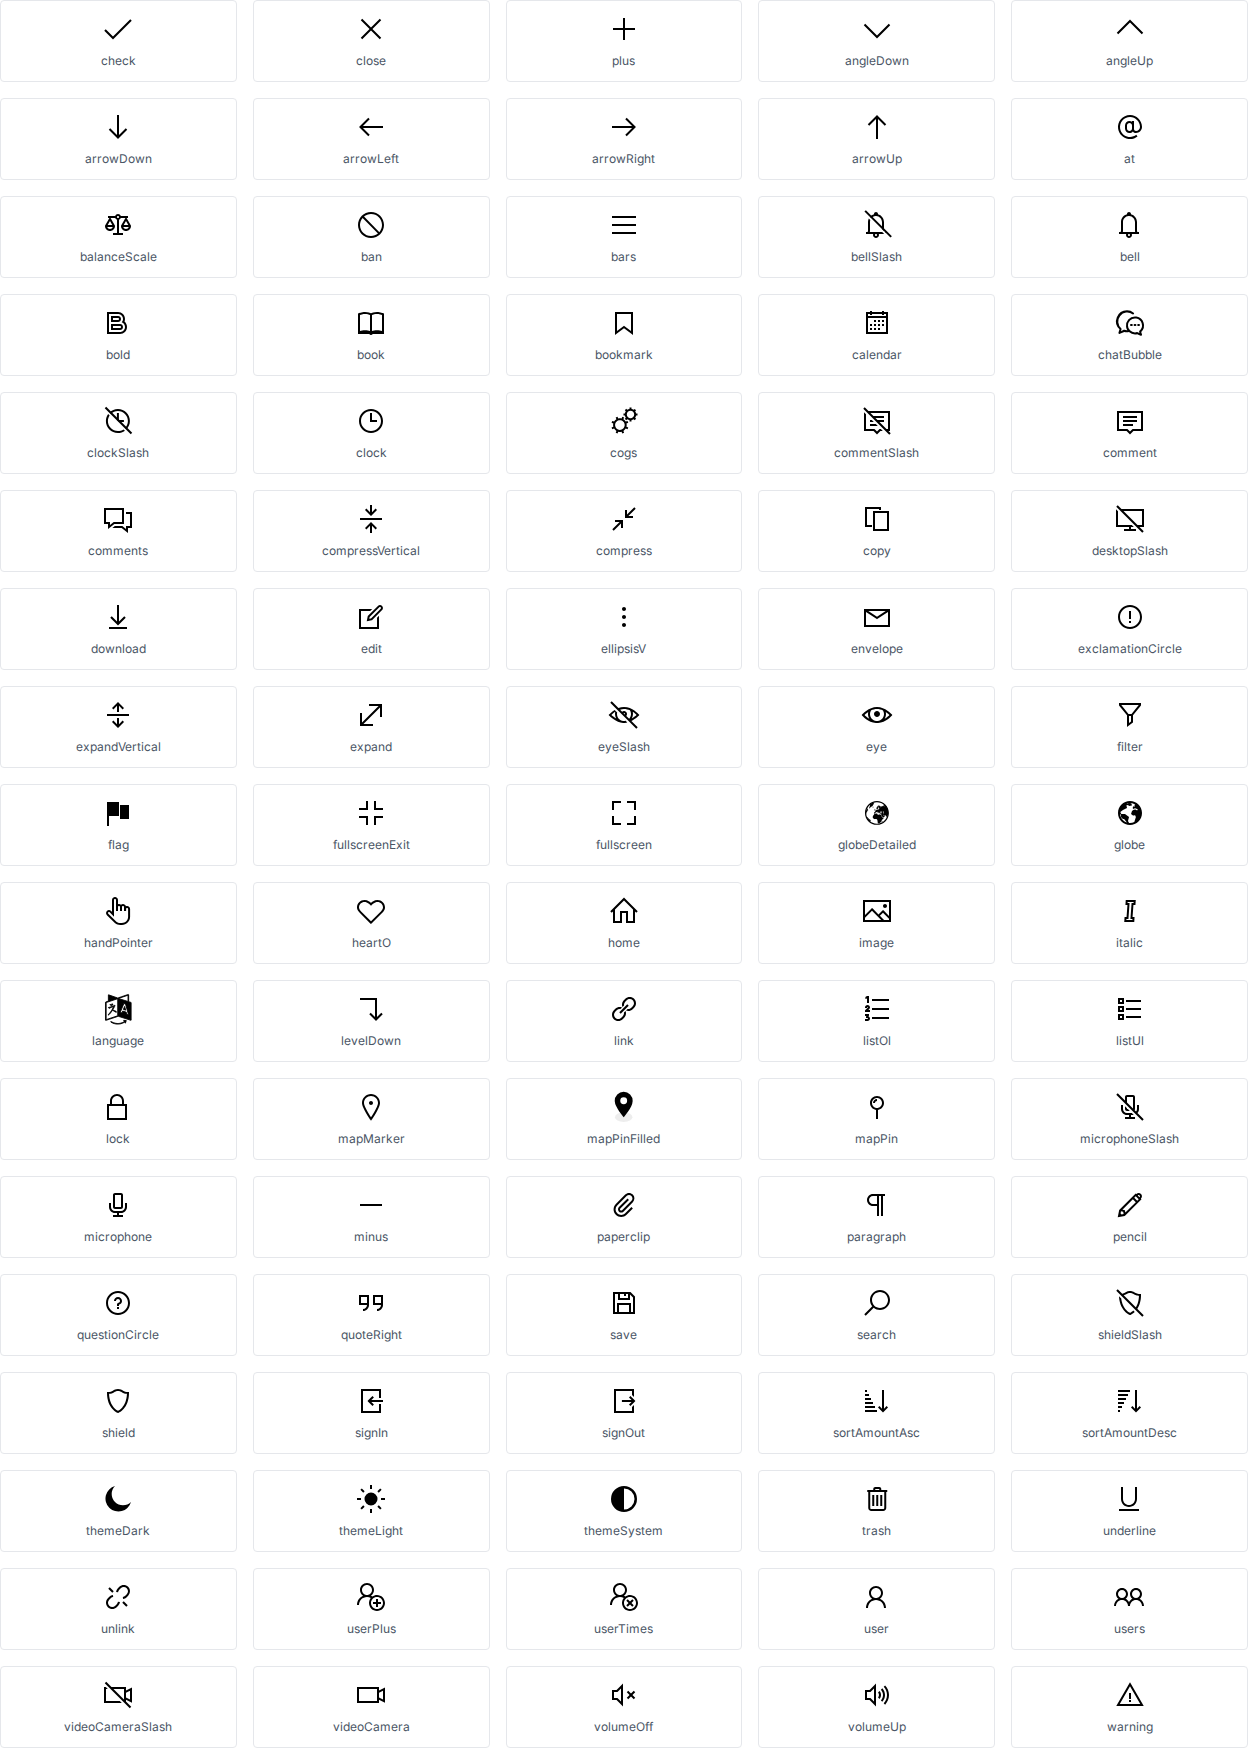 check
close
plus
angleDown
angleUp
arrowDown
arrowLeft
arrowRight
arrowUp
at
balanceScale
ban
bars
bellSlash
bell
bold
book
bookmark
calendar
chatBubble
clockSlash
clock
cogs
commentSlash
comment
comments
compressVertical
compress
copy
desktopSlash
download
edit
ellipsisV
envelope
exclamationCircle
expandVertical
expand
eyeSlash
eye
filter
flag
fullscreenExit
fullscreen
globeDetailed
globe
handPointer
heartO
home
image
italic
language
levelDown
link
listOl
listUl
lock
mapMarker
mapPinFilled
mapPin
microphoneSlash
microphone
minus
paperclip
paragraph
pencil
questionCircle
quoteRight
save
search
shieldSlash
shield
signIn
signOut
sortAmountAsc
sortAmountDesc
themeDark
themeLight
themeSystem
trash
underline
unlink
userPlus
userTimes
user
users
videoCameraSlash
videoCamera
volumeOff
volumeUp
warning